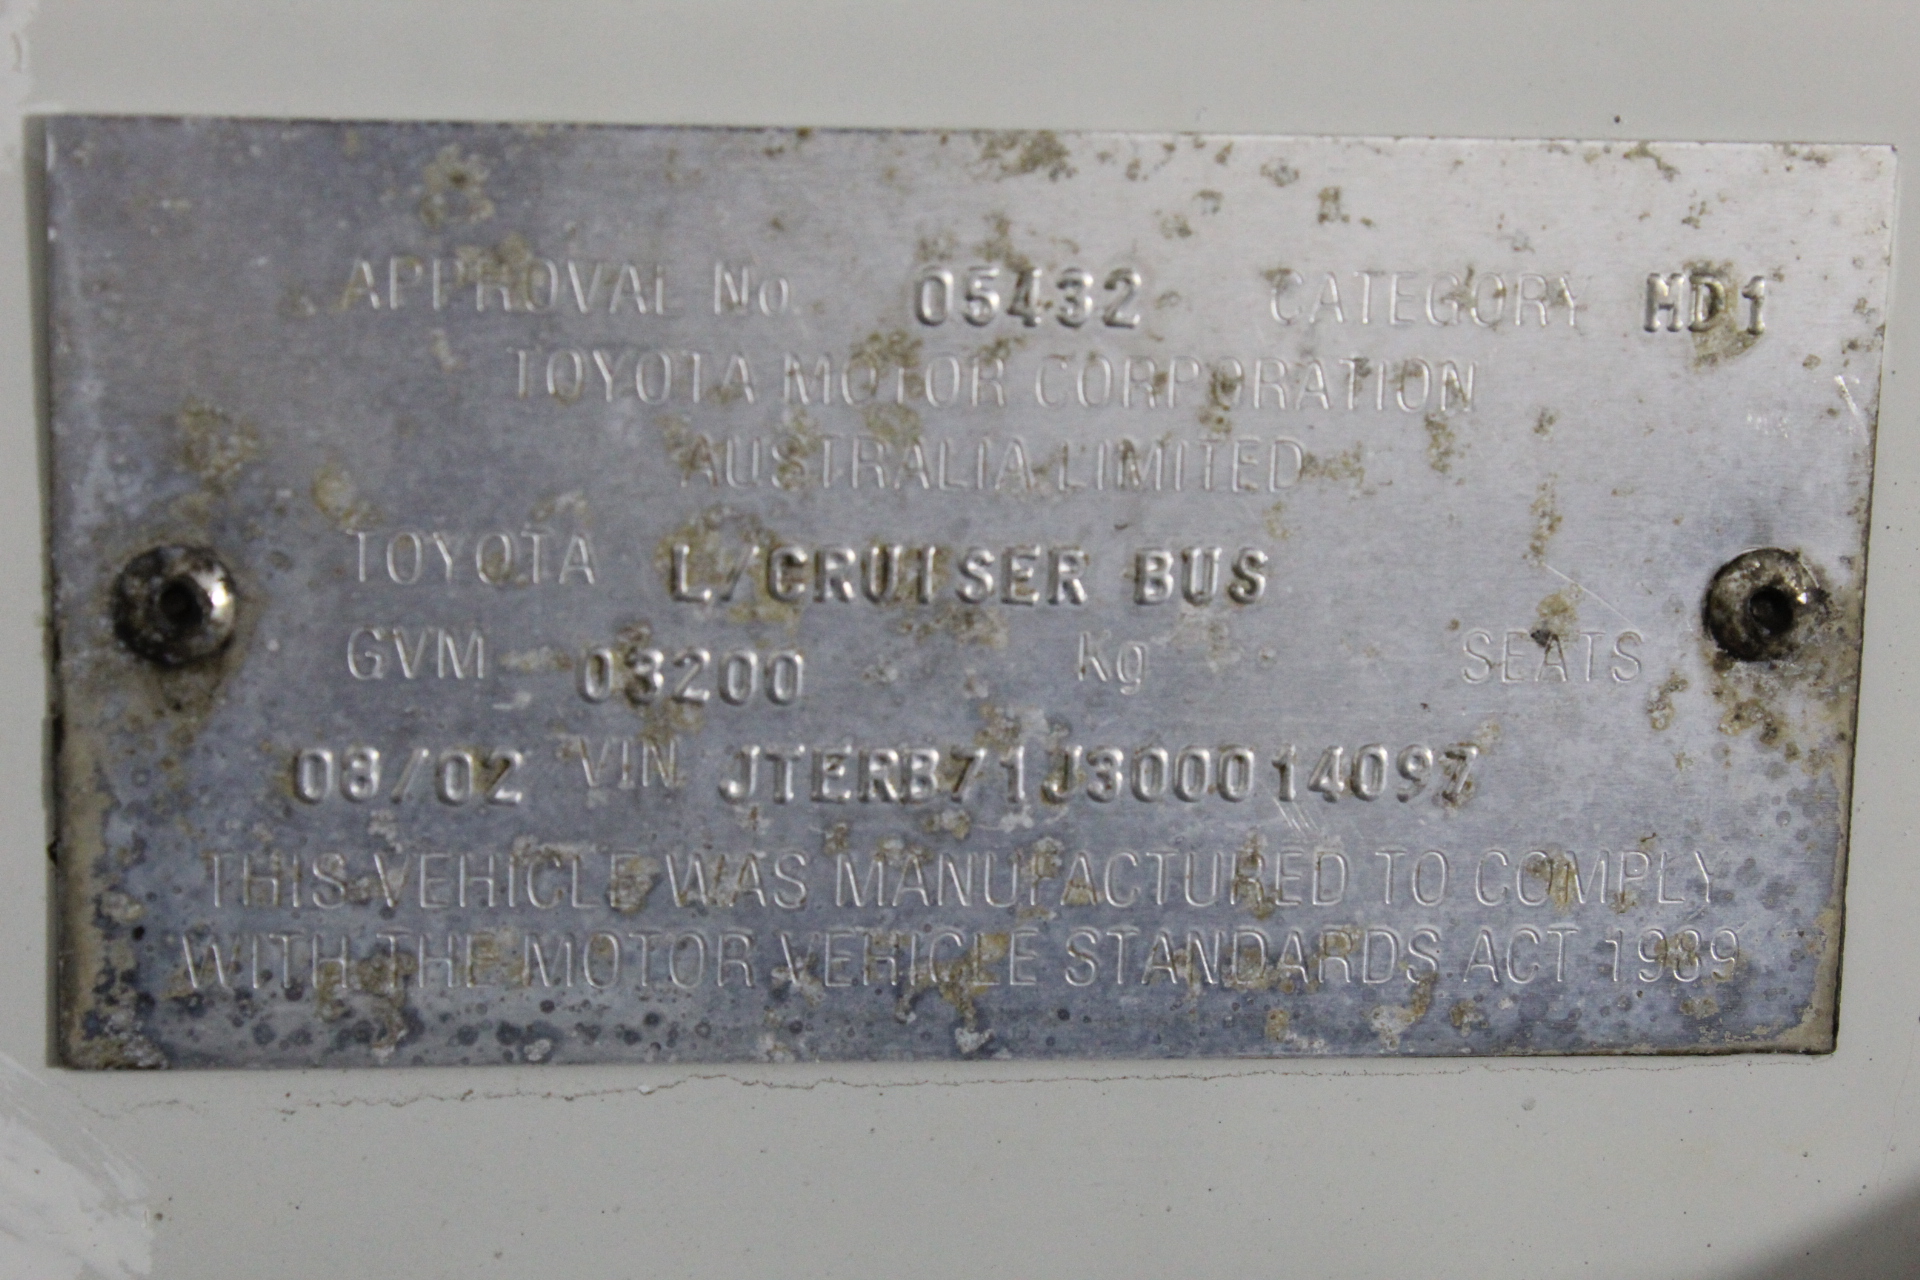 APPROVAL No. 05432 CATEGORY MD1
TOYOTA MOTOR CORPORATION
AUSTRALIA LIMITED
TOYOTA L/CRUISER BUS
GVM 03200 Kg SEATS
08/02 VIN JTERB71J300014097
THIS VEHICLE WAS MANUFACTURED TO COMPLY
WITH THE MOTOR VEHICLE STANDARDS ACT 1989